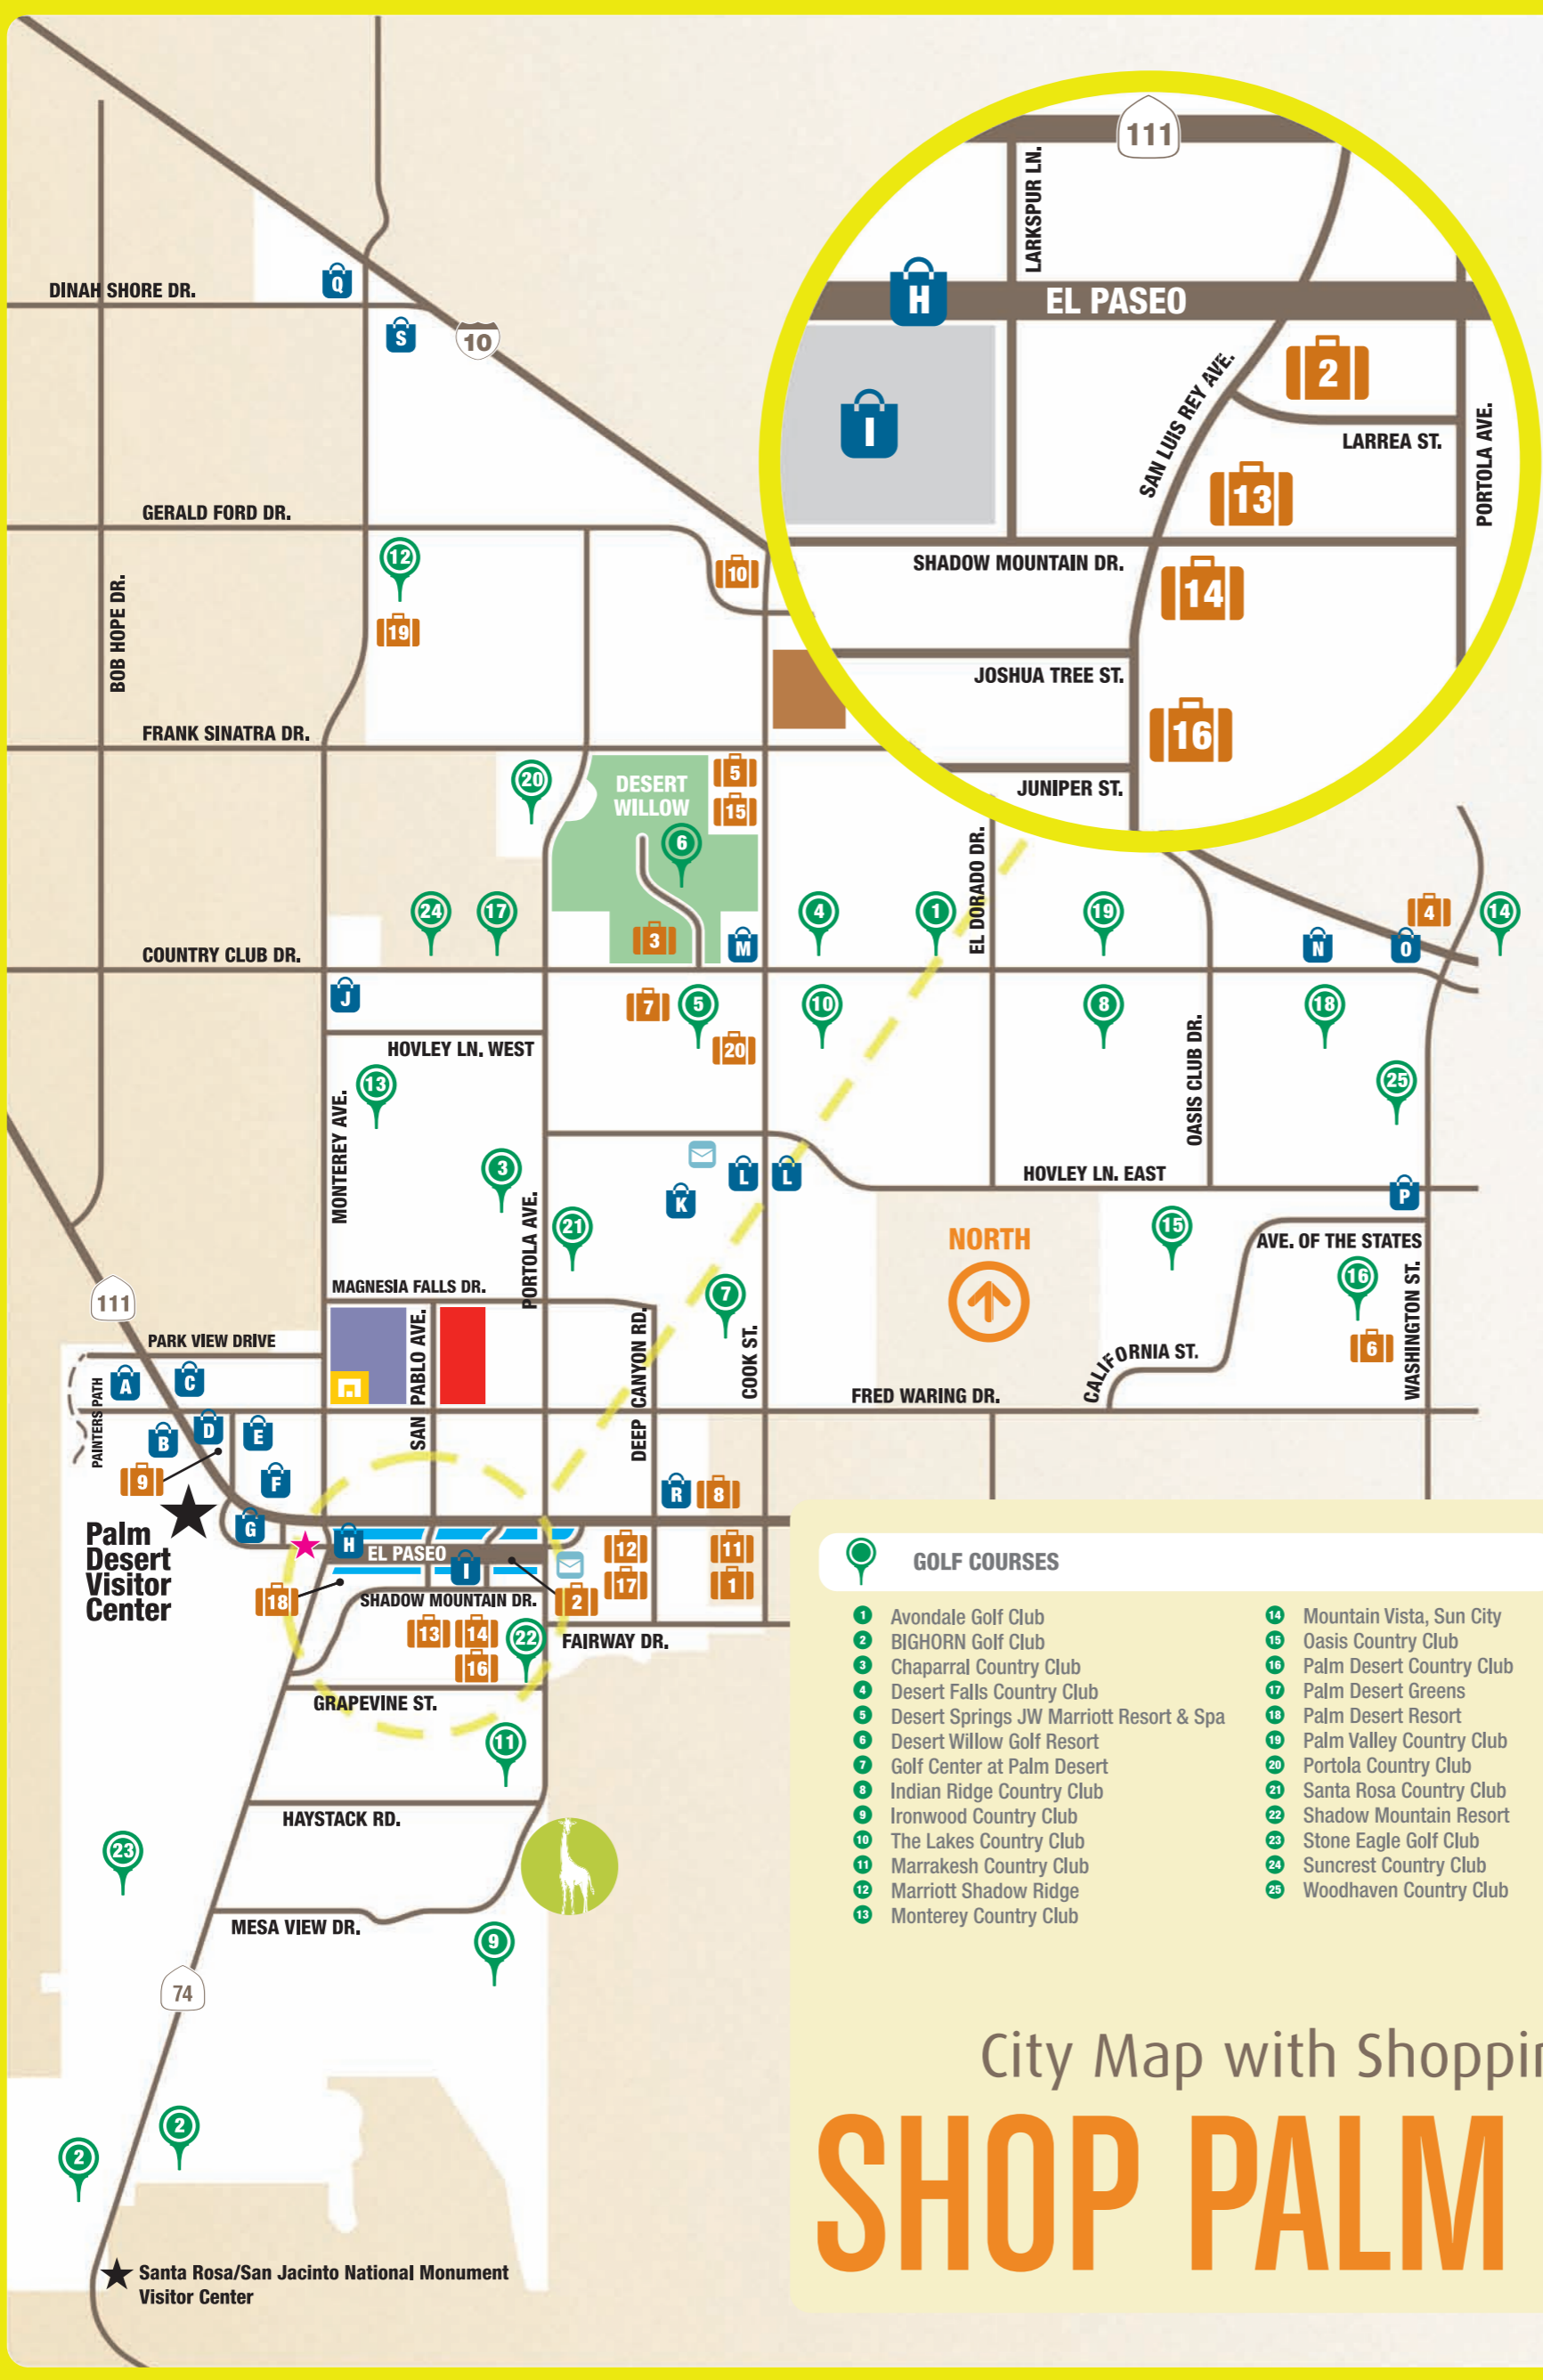 111
LARKSPUR LN.
H
EL PASEO
I
2
SAN LUIS REY AVE.
LARREA ST.
PORTOLA AVE.
13
SHADOW MOUNTAIN DR.
14
JOSHUA TREE ST.
16
JUNIPER ST.
Q
DINAH SHORE DR.
S
10
GERALD FORD DR.
12
10
BOB HOPE DR.
19
FRANK SINATRA DR.
20
DESERT
WILLOW
5
15
6
EL DORADO DR.
24
17
3
M
4
1
19
N
O
4
14
COUNTRY CLUB DR.
J
7
5
10
8
18
HOVLEY LN. WEST
20
OASIS CLUB DR.
13
25
MONTEREY AVE.
3
L
L
HOVLEY LN. EAST
K
P
PORTOLA AVE.
21
15
NORTH
AVE. OF THE STATES
MAGNESIA FALLS DR.
7
16
111
PARK VIEW DRIVE
SAN PABLO AVE.
DEEP CANYON RD.
COOK ST.
CALIFORNIA ST.
6
WASHINGTON ST.
A
C
PAINTERS PATH
FRED WARING DR.
B
D
E
9
F
R
8
Palm
Desert
Visitor
Center
G
H
EL PASEO
I
12
11
18
2
17
1
SHADOW MOUNTAIN DR.
13
14
22
FAIRWAY DR.
16
GRAPEVINE ST.
11
HAYSTACK RD.
23
MESA VIEW DR.
9
74
2
2
Santa Rosa/San Jacinto National Monument
Visitor Center
GOLF COURSES
1 Avondale Golf Club
2 BIGHORN Golf Club
3 Chaparral Country Club
4 Desert Falls Country Club
5 Desert Springs JW Marriott Resort & Spa
6 Desert Willow Golf Resort
7 Golf Center at Palm Desert
8 Indian Ridge Country Club
9 Ironwood Country Club
10 The Lakes Country Club
11 Marrakesh Country Club
12 Marriott Shadow Ridge
13 Monterey Country Club
14 Mountain Vista, Sun City
15 Oasis Country Club
16 Palm Desert Country Club
17 Palm Desert Greens
18 Palm Desert Resort
19 Palm Valley Country Club
20 Portola Country Club
21 Santa Rosa Country Club
22 Shadow Mountain Resort
23 Stone Eagle Golf Club
24 Suncrest Country Club
25 Woodhaven Country Club
City Map with Shoppin
SHOP PALM